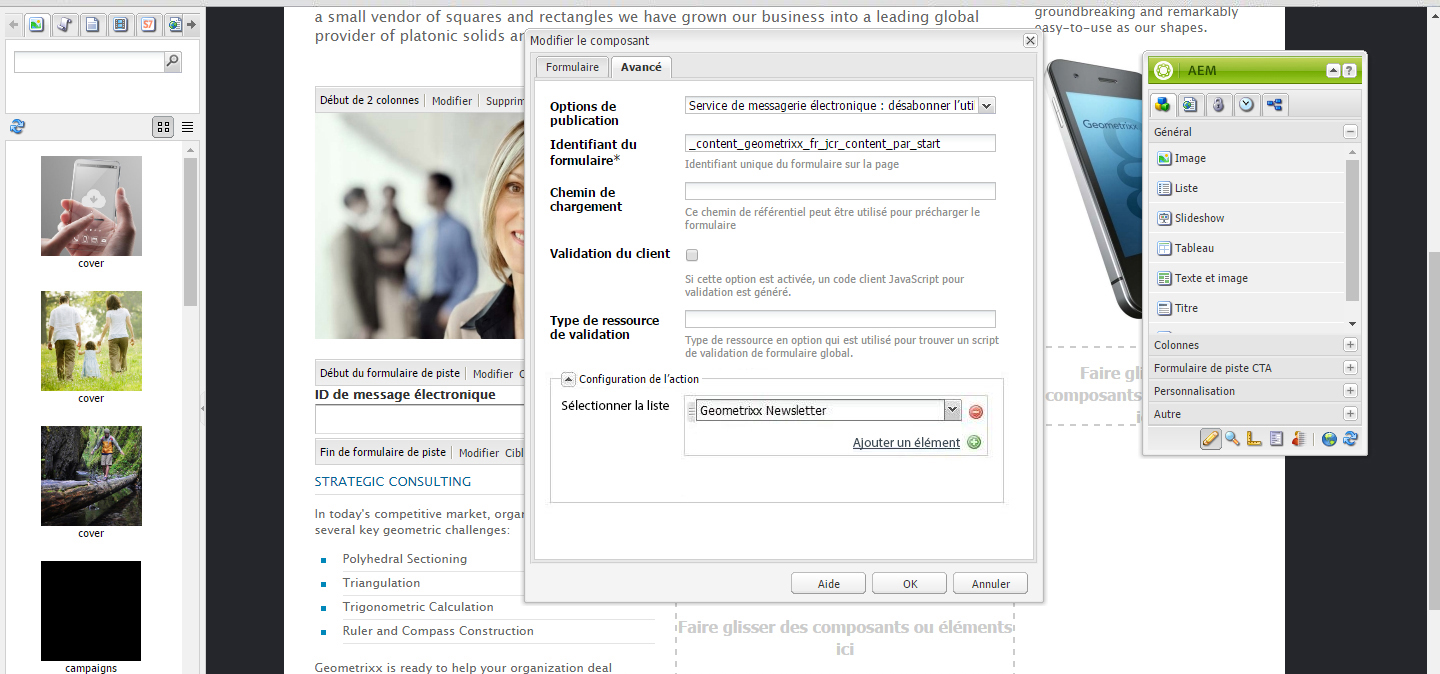 a small vendor of squares and rectangles we have grown our business into a leading global
provider of platonic solids
groundbreaking and remarkably
easy-to-use as our shapes.
cover
cover
cover
campaigns
Début de 2 colonnes
Modifier
Supprim
Début du formulaire de piste
Modifier
ID de message électronique
Fin de formulaire de piste
Modifier
Cibl
STRATEGIC CONSULTING
In today's competitive market, organ
several key geometric challenges:
Polyhedral Sectioning
Triangulation
Trigonometric Calculation
Ruler and Compass Construction
Geometrixx is ready to help your organization deal
Modifier le composant
Formulaire
Avancé
Options de
publication
Service de messagerie électronique : désabonner l'uti
Identifiant du
formulaire*
_content_geometrixx_fr_jcr_content_par_start
Identifiant unique du formulaire sur la page
Chemin de
chargement
Ce chemin de référentiel peut être utilisé pour précharger le
formulaire
Validation du client
Si cette option est activée, un code client JavaScript pour
validation est généré.
Type de ressource
de validation
Type de ressource en option qui est utilisé pour trouver un script
de validation de formulaire global.
Configuration de l'action
Sélectionner la liste
Geometrixx Newsletter
Ajouter un élément
Aide
OK
Annuler
Faire glisser des composants ou éléments
ici
Geometrixx
Faire gli
composants
AEM
Général
Image
Liste
Slideshow
Tableau
Texte et image
Titre
Colonnes
Formulaire de piste CTA
Personnalisation
Autre